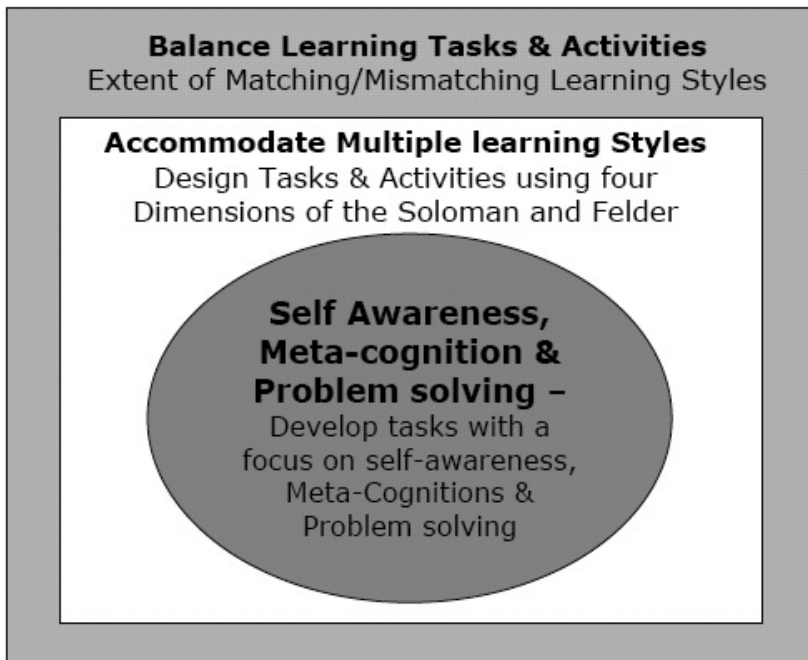 Balance Learning Tasks & Activities
Extent of Matching/Mismatching Learning Styles
Accommodate Multiple learning Styles
Design Tasks & Activities using four
Dimensions of the Soloman and Felder
Self Awareness,
Meta-cognition &
Problem solving –
Develop tasks with a
focus on self-awareness,
Meta-Cognitions &
Problem solving